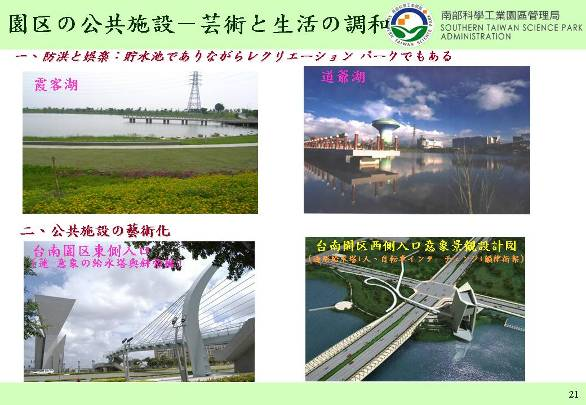 園区の公共施設－芸術と生活の調和
南部科學工業園區管理局
SOUTHERN TAIWAN SCIENCE PARK
ADMINISTRATION
一、防洪と娯楽：貯水池でありながらレクリエーション パークでもある
霞客湖
道爺湖
二、公共施設の藝術化
台南園区東側入口
台南園区西側入口意象景観設計図
21